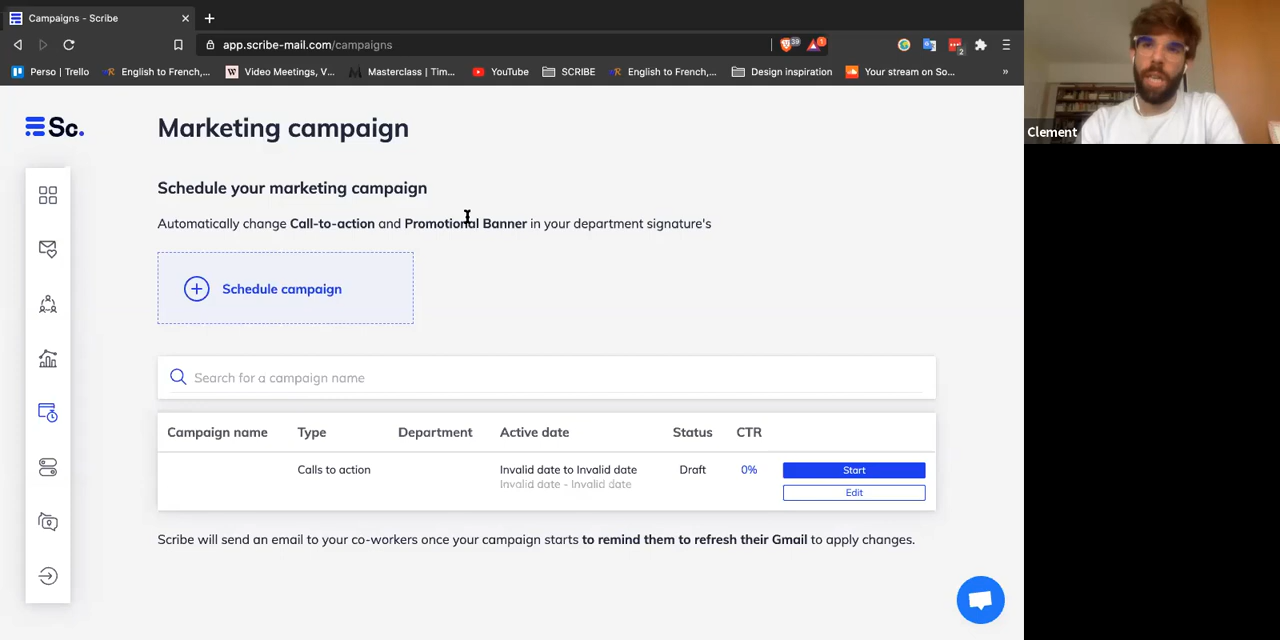 Campaigns - Scribe
app.scribe-mail.com/campaigns
39
1
2
Perso | Trello
English to French,...
Video Meetings, V...
Masterclass | Tim...
YouTube
SCRIBE
English to French,...
Design inspiration
Your stream on So...
»
Clement
Sc.
Marketing campaign
Schedule your marketing campaign
Automatically change Call-to-action and Promotional Banner in your department signature's
Schedule campaign
Search for a campaign name
Campaign name Type Department Active date Status CTR
Calls to action Invalid date to Invalid date Draft 0% Start
Invalid date - Invalid date Edit
Scribe will send an email to your co-workers once your campaign starts to remind them to refresh their Gmail to apply changes.